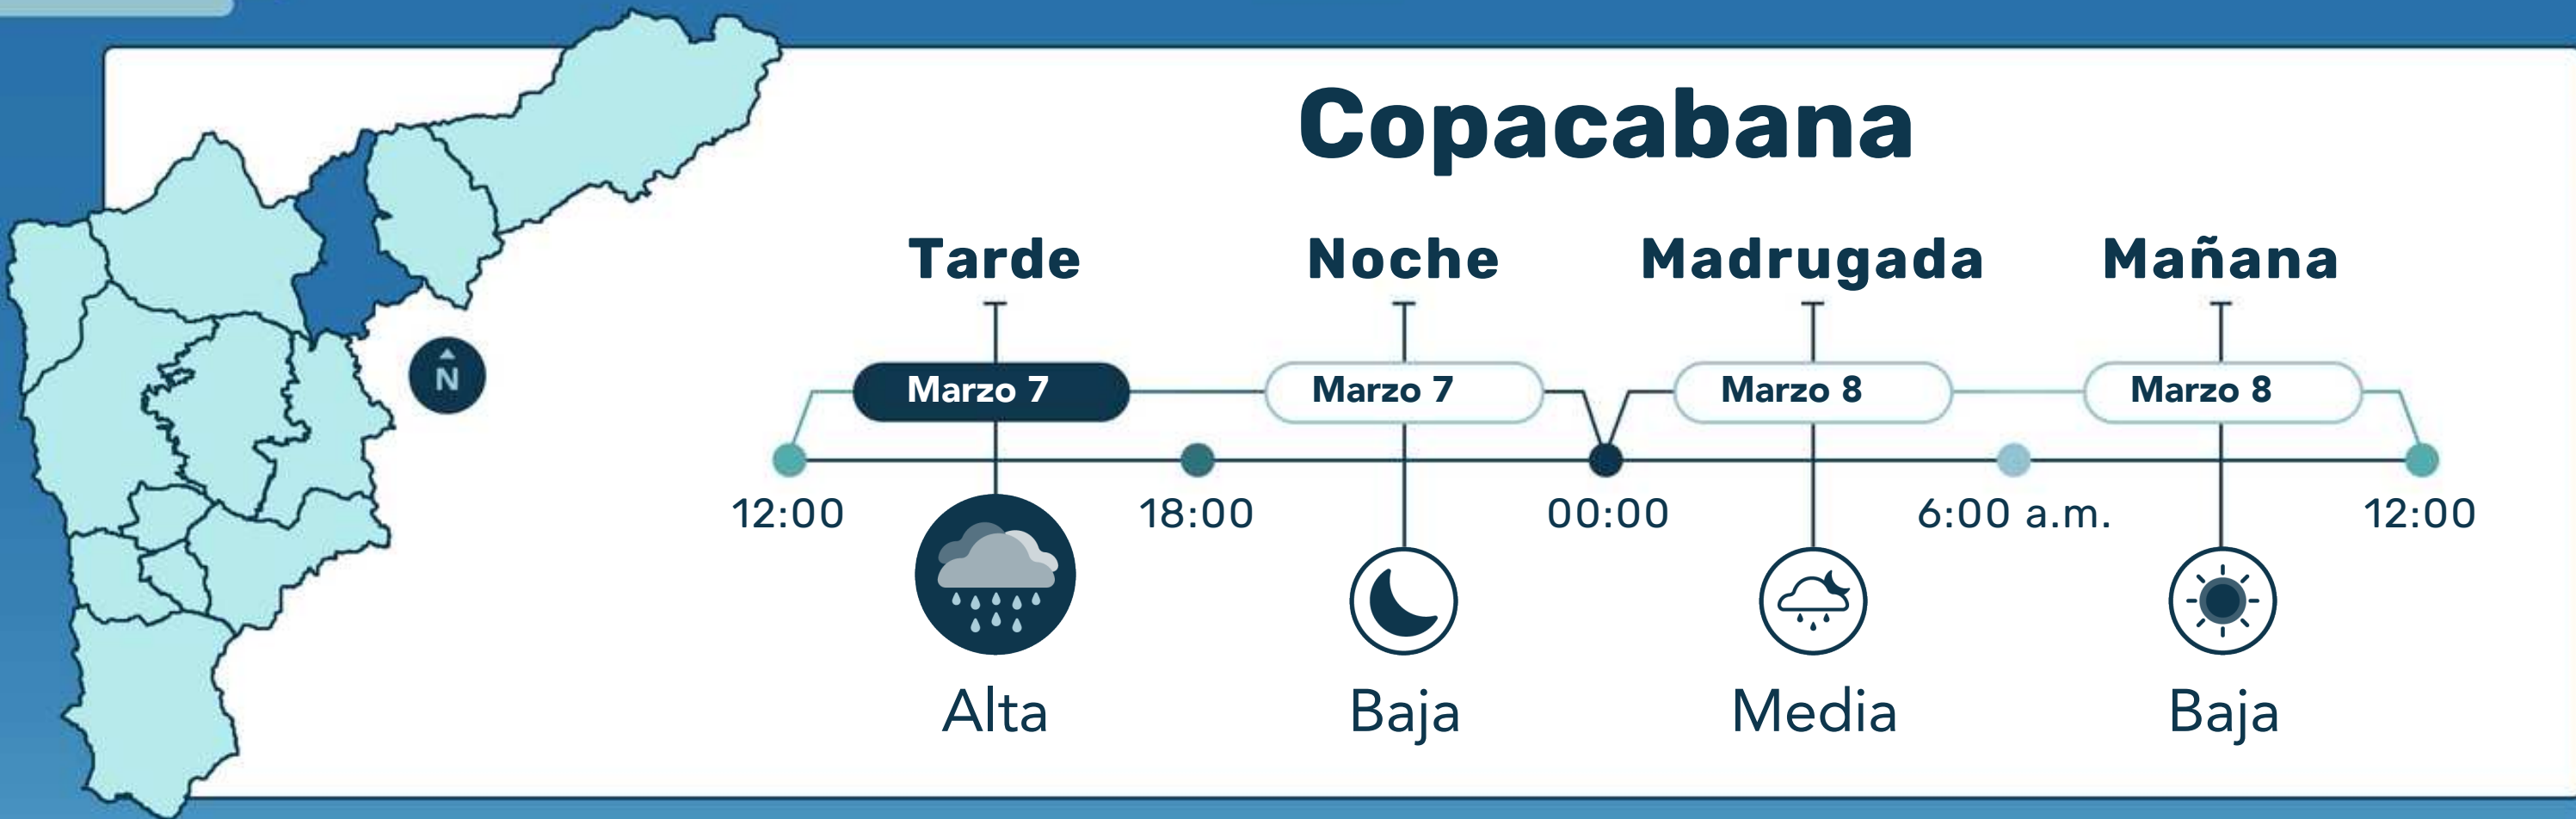 Copacabana
Tarde Noche Madrugada Mañana
Marzo 7 Marzo 7 Marzo 8 Marzo 8
N
12:00 18:00 00:00 6:00 a.m. 12:00
Alta Baja Media Baja